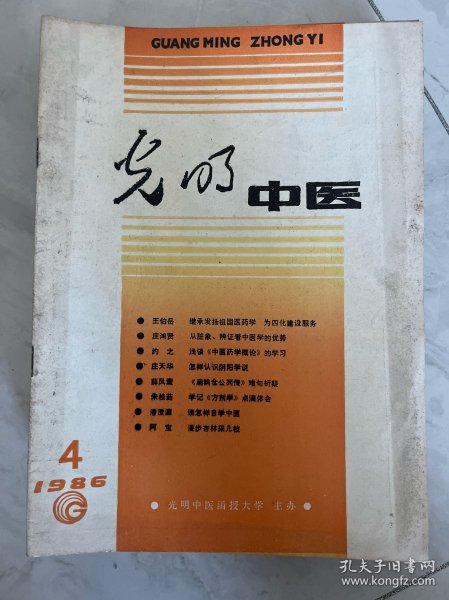 GUANG MING ZHONG YI
光明 中医
● 王伯岳 继承发扬祖国医药学 为四化建设服务
● 庄鸿贤 从脏象、辨证看中医学的优势
● 约之 浅谈《中医药学概论》的学习
● 庄天华 怎样认识阴阳学说
● 薛凤奎 《扁鹊仓公列传》难句析疑
● 朱桂茹 学记《方剂学》点滴体会
● 潘澄濂 谈怎样自学中医
● 阿宝 漫步杏林采几枝
4
1986
● 光明中医函授大学 主办 ●
孔夫子旧书网
www.kongfz.com